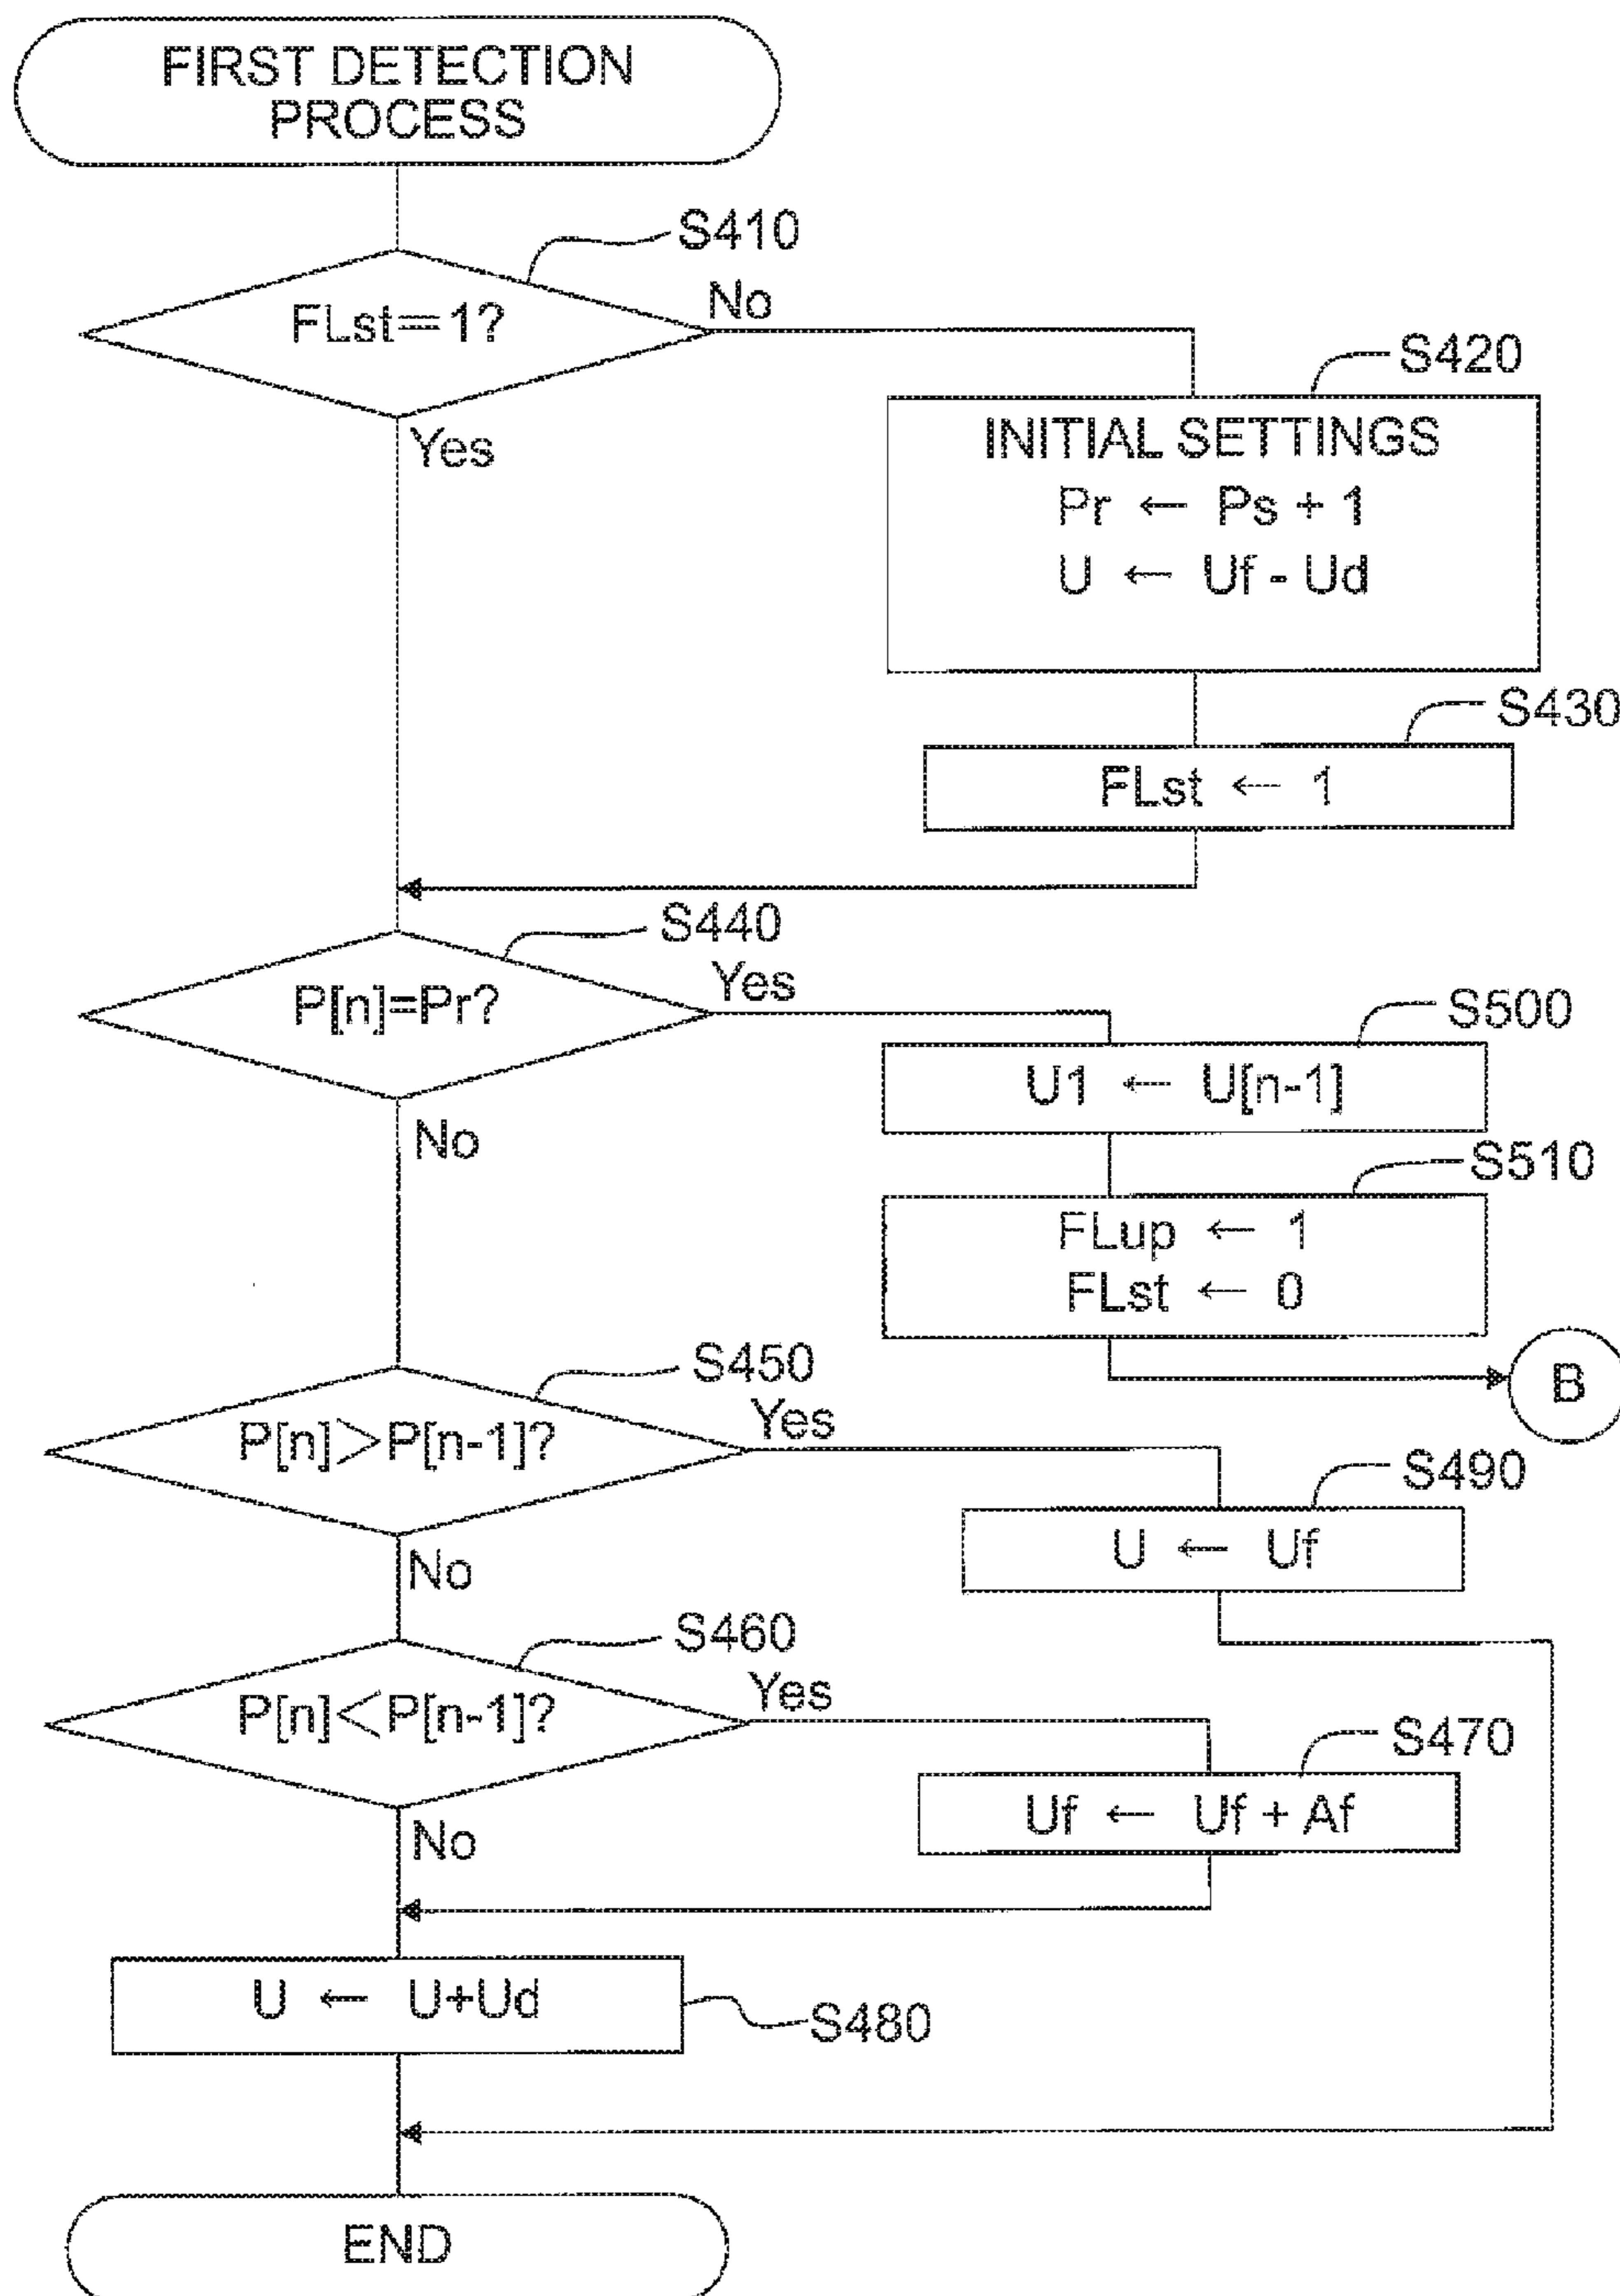 FIRST DETECTION
PROCESS
S410
FLst=1?
No
Yes
S420
INITIAL SETTINGS
Pr ← Ps + 1
U ← Uf - Ud
S430
FLst ← 1
S440
P[n]=Pr?
Yes
No
S500
U1 ← U[n-1]
S510
FLup ← 1
FLst ← 0
B
S450
P[n]>P[n-1]?
Yes
No
S490
U ← Uf
S460
P[n]<P[n-1]?
Yes
No
S470
Uf ← Uf + Af
U ← U+Ud
S480
END